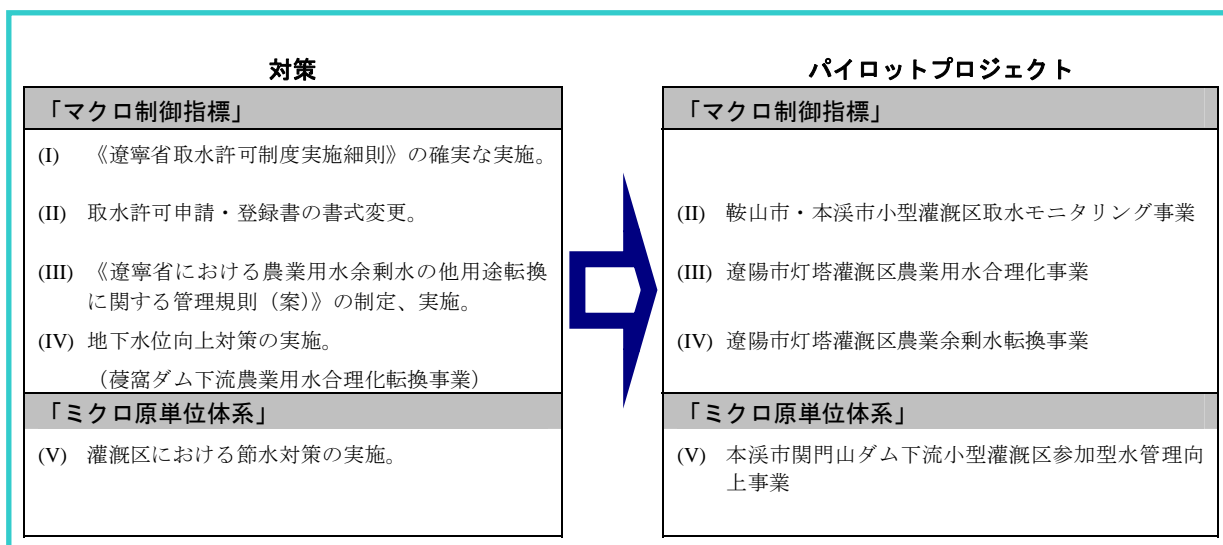 対策
「マクロ制御指標」
(I) 《遼寧省取水許可制度実施細則》の確実な実施。
(II) 取水許可申請・登録書の書式変更。
(III) 《遼寧省における農業用水余剰水の他用途転換
に関する管理規則（案）》の制定、実施。
(IV) 地下水位向上対策の実施。
（葠窩ダム下流農業用水合理化転換事業）
「ミクロ原単位体系」
(V) 灌漑区における節水対策の実施。
パイロットプロジェクト
「マクロ制御指標」
(II) 鞍山市・本渓市小型灌漑区取水モニタリング事業
(III) 遼陽市灯塔灌漑区農業用水合理化事業
(IV) 遼陽市灯塔灌漑区農業余剰水転換事業
「ミクロ原単位体系」
(V) 本渓市関門山ダム下流小型灌漑区参加型水管理向
上事業